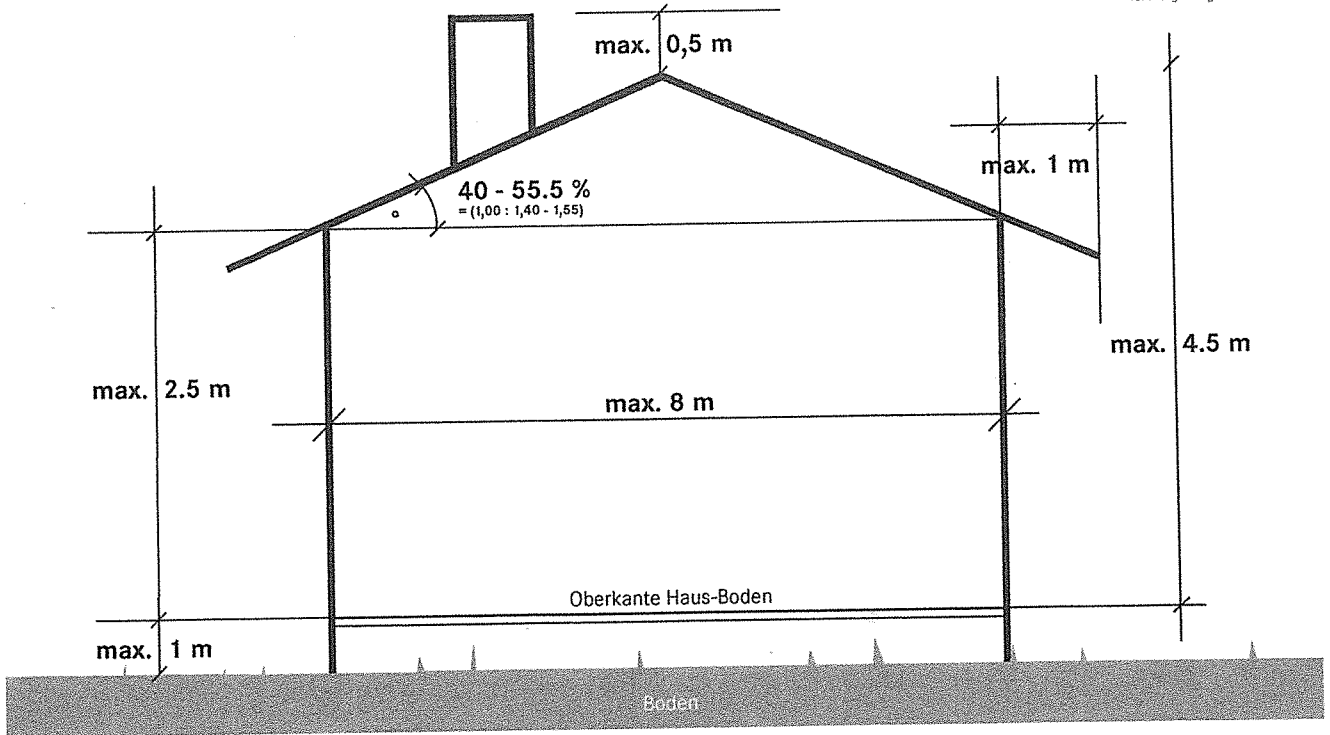 max. 0,5 m
max. 1 m
40 - 55.5 %
= (1,00 : 1,40 - 1,55)
max. 4.5 m
max. 2.5 m
max. 8 m
Oberkante Haus-Boden
max. 1 m
Boden